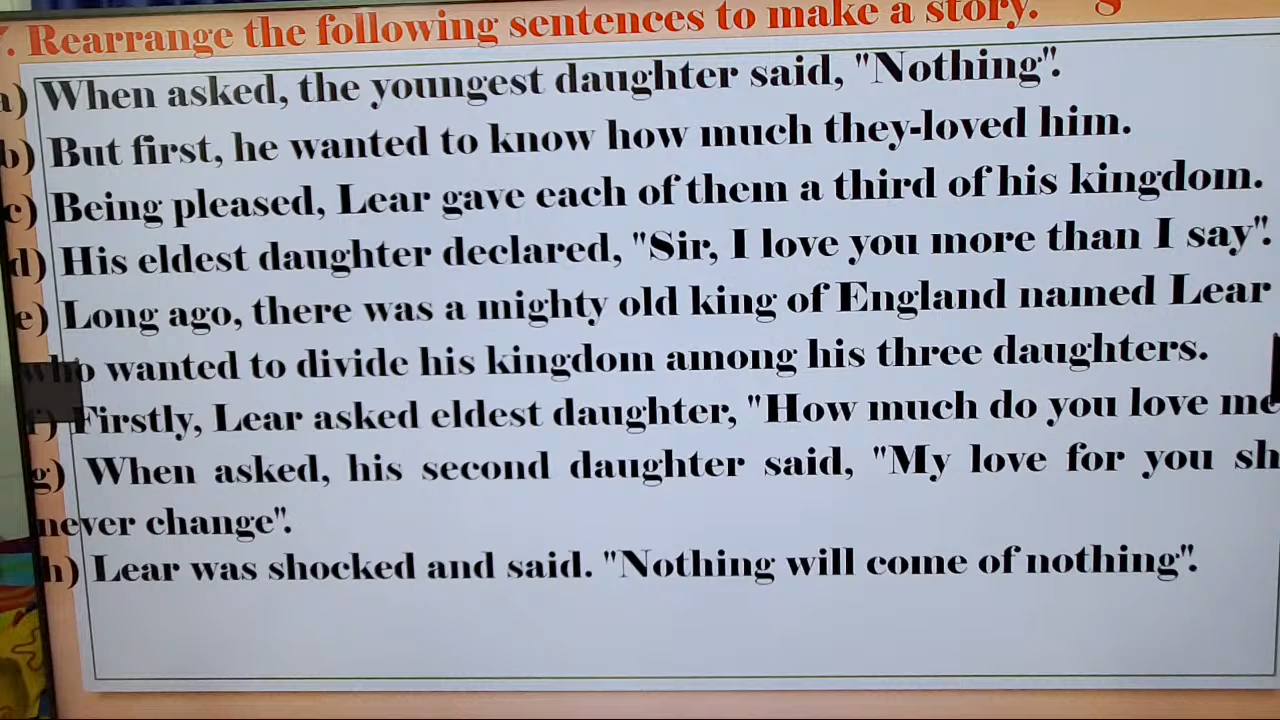 . Rearrange the following sentences to make a story. 8
a) When asked, the youngest daughter said, "Nothing".
b) But first, he wanted to know how much they-loved him.
c) Being pleased, Lear gave each of them a third of his kingdom.
d) His eldest daughter declared, "Sir, I love you more than I say".
e) Long ago, there was a mighty old king of England named Lear
who wanted to divide his kingdom among his three daughters.
f) Firstly, Lear asked eldest daughter, "How much do you love me
g) When asked, his second daughter said, "My love for you sh
never change".
h) Lear was shocked and said. "Nothing will come of nothing".